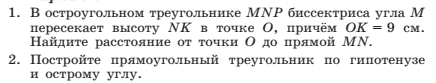 1. В остроугольном треугольнике MNP биссектриса угла M
пересекает высоту NK в точке O, причём OK = 9 см.
Найдите расстояние от точки O до прямой MN.
2. Постройте прямоугольный треугольник по гипотенузе
и острому углу.